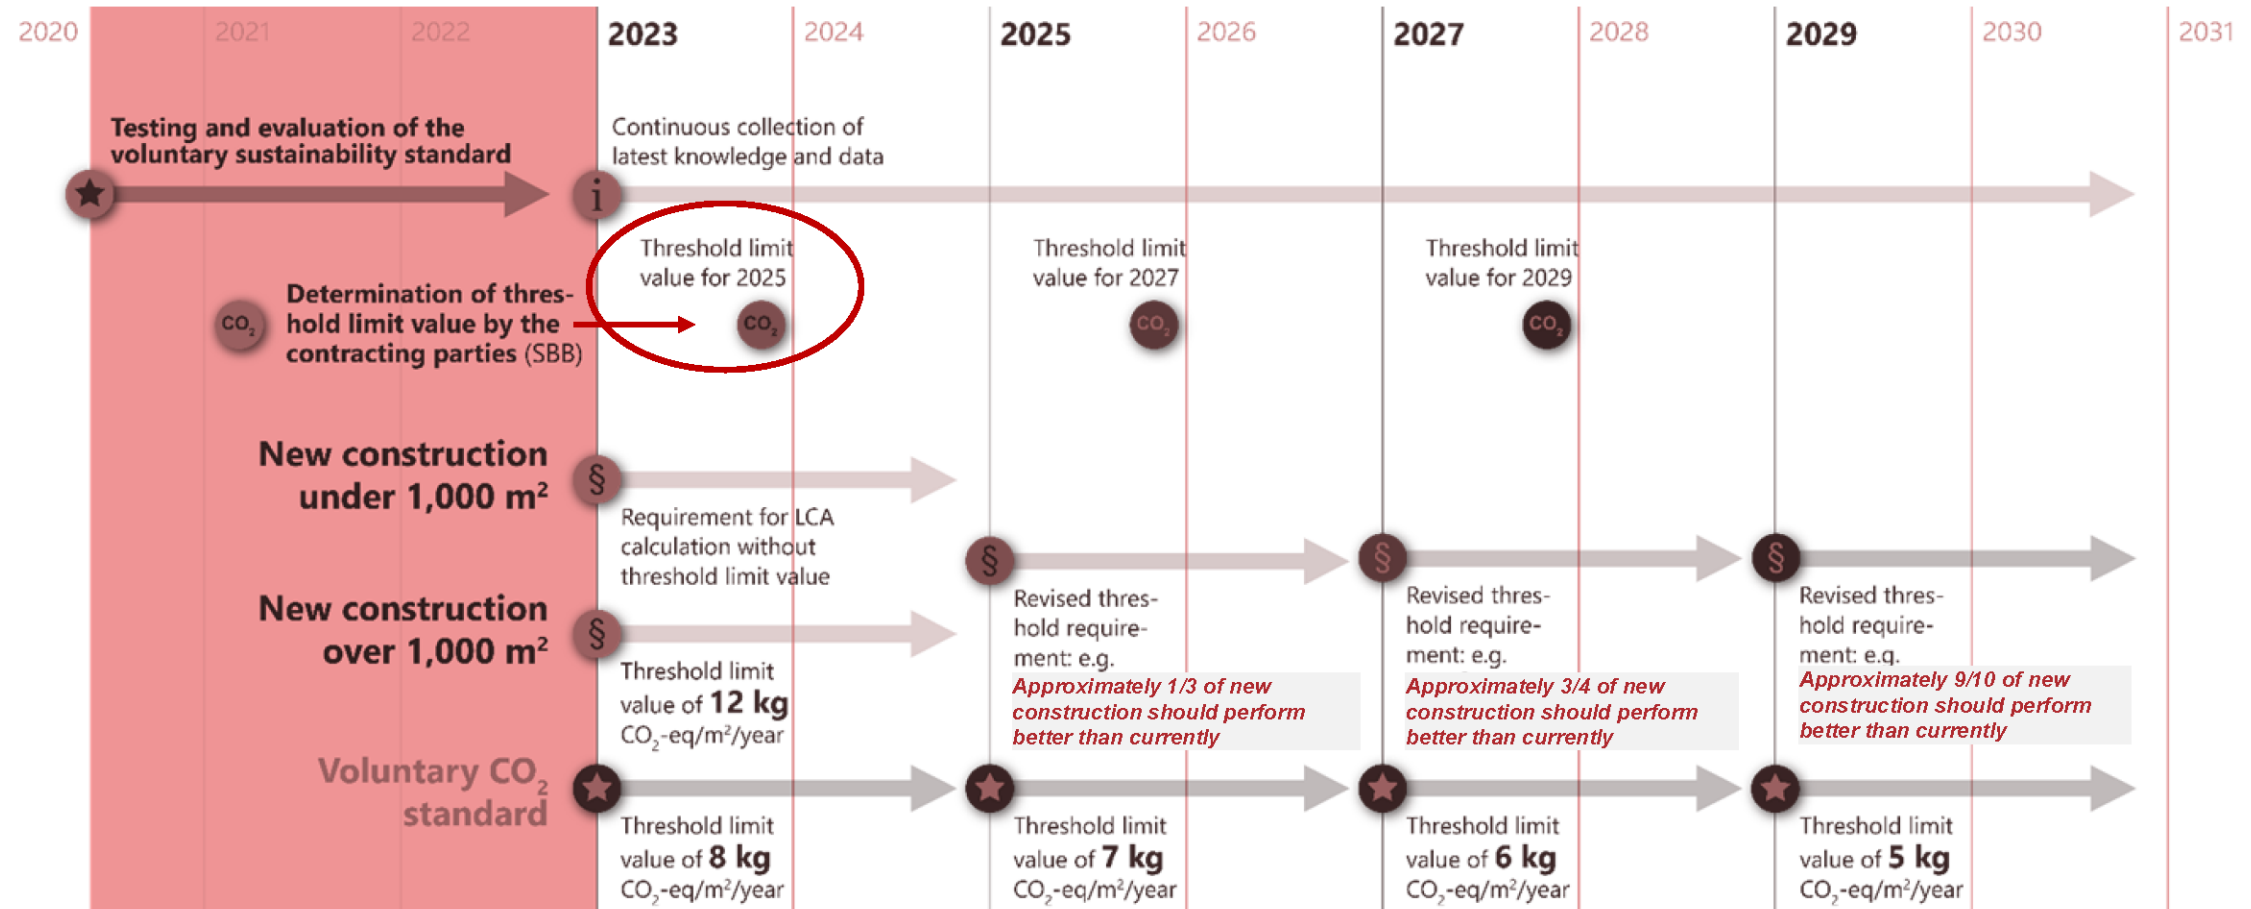 2020
2021
2022
2023
2024
2025
2026
2027
2028
2029
2030
2031
Testing and evaluation of the
voluntary sustainability standard
Continuous collection of
latest knowledge and data
i
Threshold limit
value for 2025
Threshold limit
value for 2027
Threshold limit
value for 2029
CO₂
Determination of thres-
hold limit value by the
contracting parties (SBB)
CO₂
CO₂
CO₂
New construction
under 1,000 m²
§
Requirement for LCA
calculation without
threshold limit value
New construction
over 1,000 m²
§
Threshold limit
value of 12 kg
CO₂-eq/m²/year
§
Revised thres-
hold require-
ment: e.g.
Approximately 1/3 of new
construction should perform
better than currently
§
Revised thres-
hold require-
ment: e.g.
Approximately 3/4 of new
construction should perform
better than currently
§
Revised thres-
hold require-
ment: e.g.
Approximately 9/10 of new
construction should perform
better than currently
Voluntary CO₂
standard
Threshold limit
value of 8 kg
CO₂-eq/m²/year
Threshold limit
value of 7 kg
CO₂-eq/m²/year
Threshold limit
value of 6 kg
CO₂-eq/m²/year
Threshold limit
value of 5 kg
CO₂-eq/m²/year